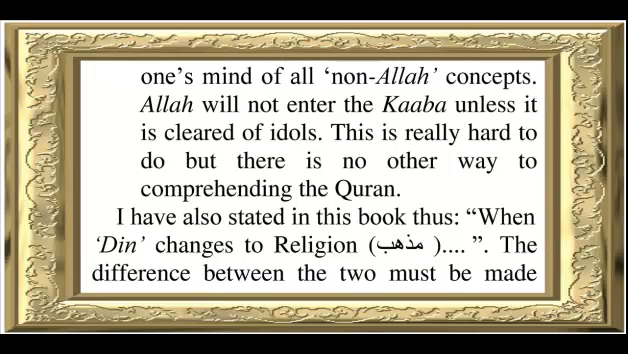 one’s mind of all ‘non-Allah’ concepts.
Allah will not enter the Kaaba unless it
is cleared of idols. This is really hard to
do but there is no other way to
comprehending the Quran.
I have also stated in this book thus: “When
‘Din’ changes to Religion (مذهب ).... ”. The
difference between the two must be made